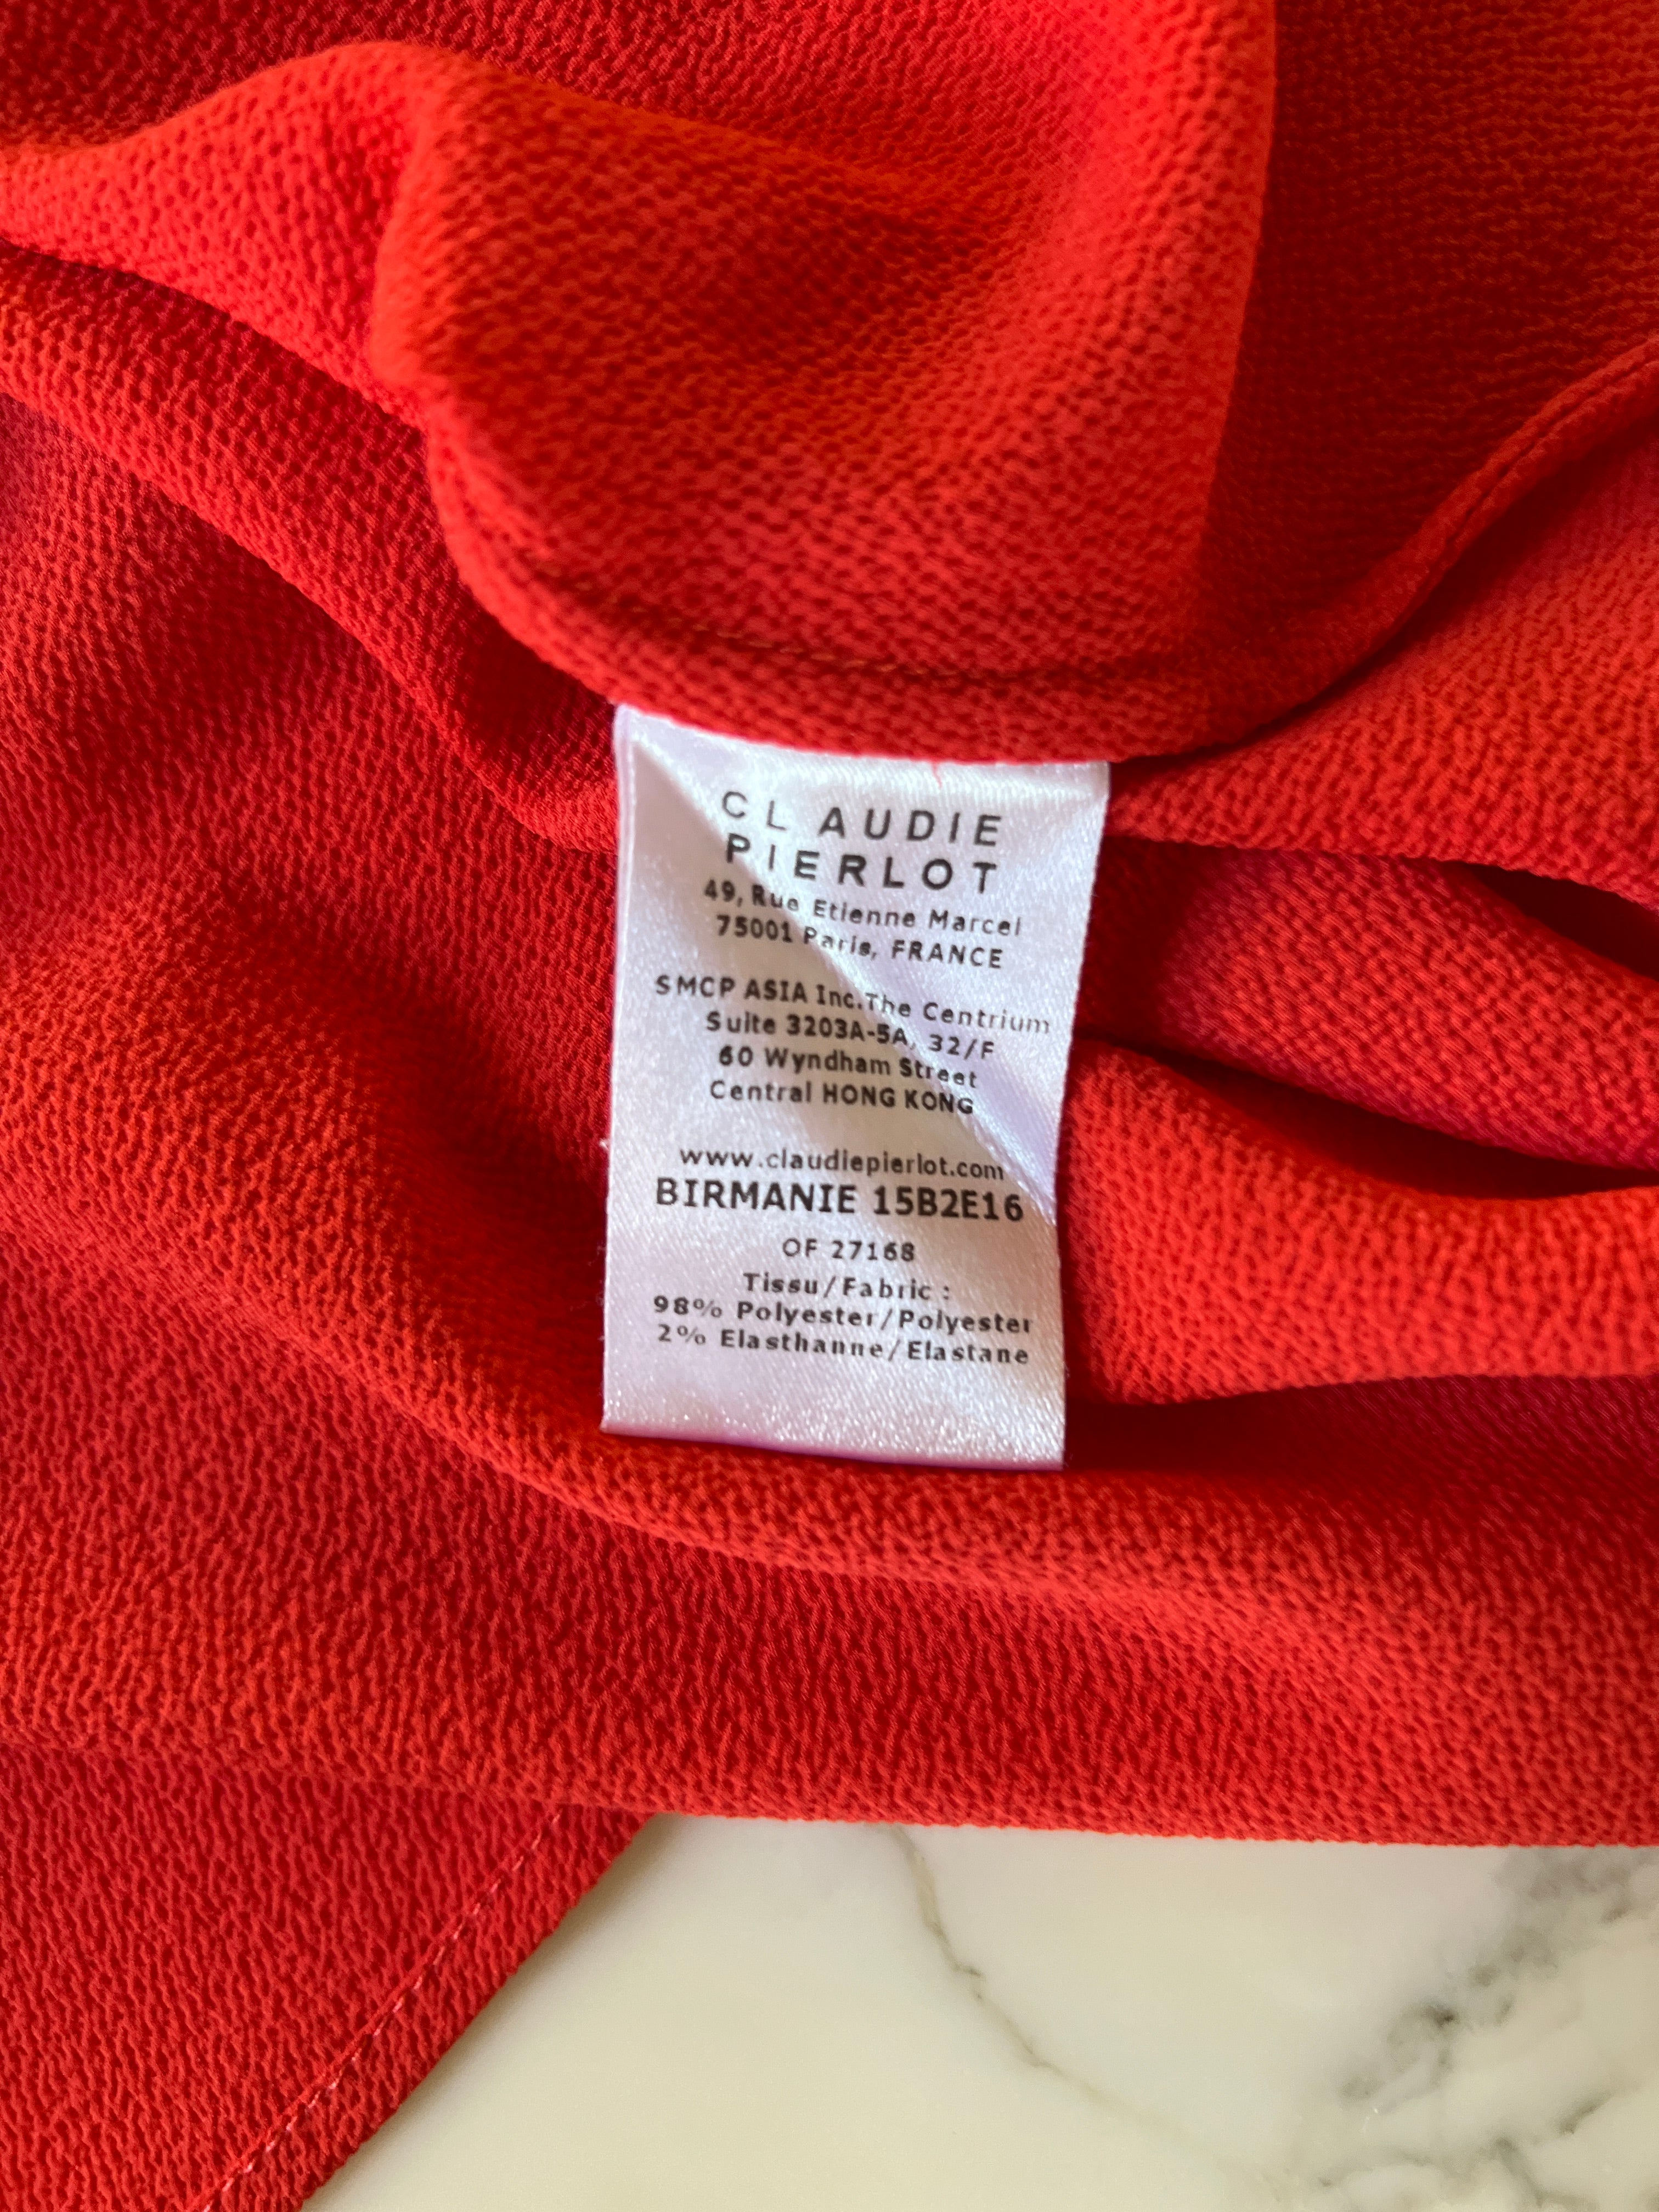 CLAUDIE
PIERLOT
49, Rue Etienne Marcel
75001 Paris, FRANCE
SMCP ASIA Inc.The Centrium
Suite 3203A-5A, 32/F
60 Wyndham Street
Central HONG KONG
www.claudiepierlot.com
BIRMANIE 15B2E16
OF 27168
Tissu/Fabric :
98% Polyester/Polyester
2% Elasthanne/Elastane